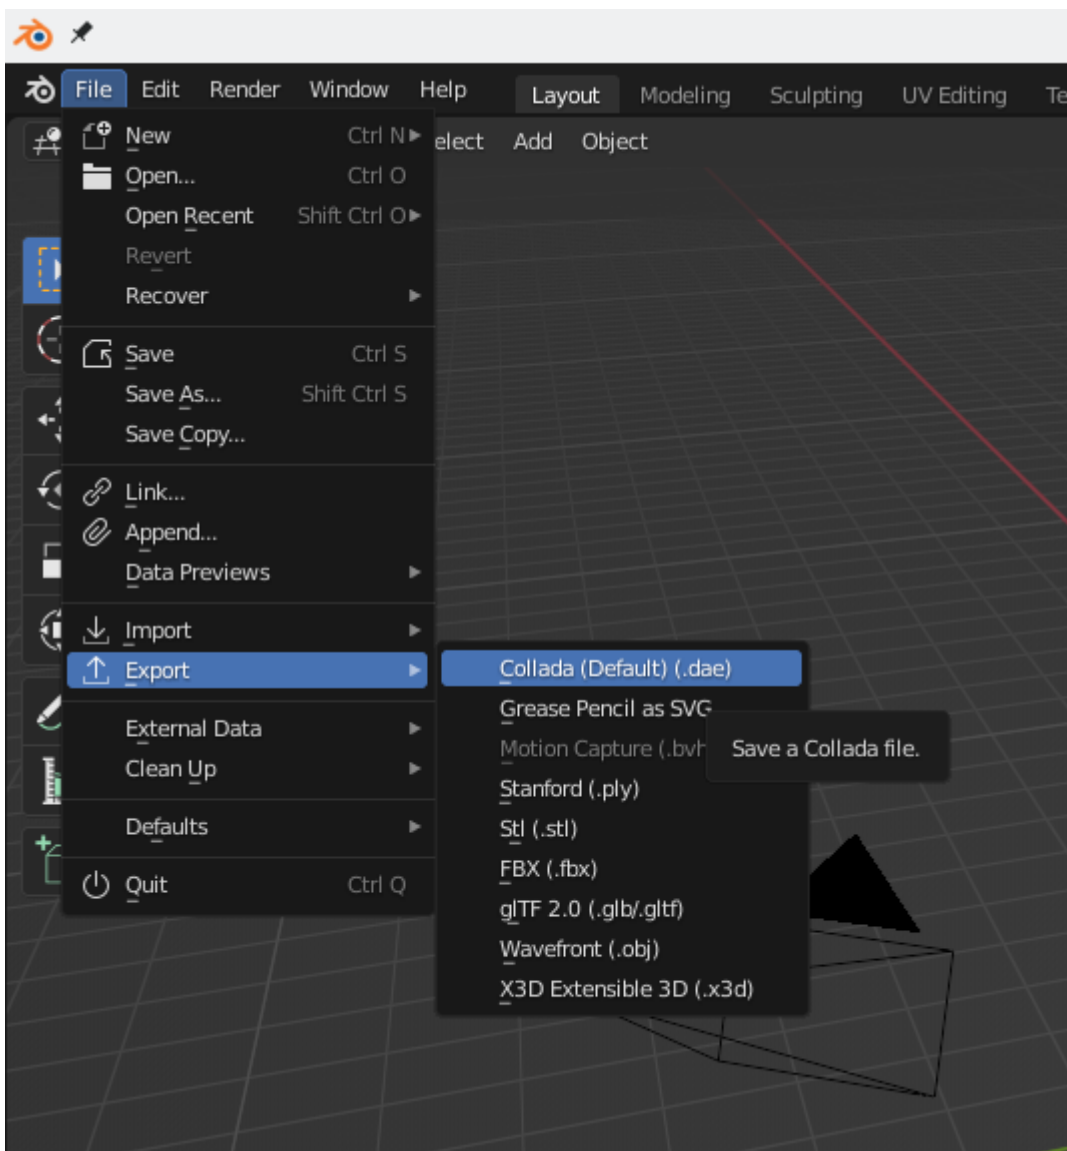 File Edit Render Window Help Layout Modeling Sculpting UV Editing Te
New Ctrl N elect Add Object
Open... Ctrl O
Open Recent Shift Ctrl O
Revert
Recover
Save Ctrl S
Save As... Shift Ctrl S
Save Copy...
Link...
Append...
Data Previews
Import
Export
Collada (Default) (.dae)
Grease Pencil as SVG
Motion Capture (.bvh
Save a Collada file.
Stanford (.ply)
Stl (.stl)
FBX (.fbx)
glTF 2.0 (.glb/.gltf)
Wavefront (.obj)
X3D Extensible 3D (.x3d)
External Data
Clean Up
Defaults
Quit Ctrl Q